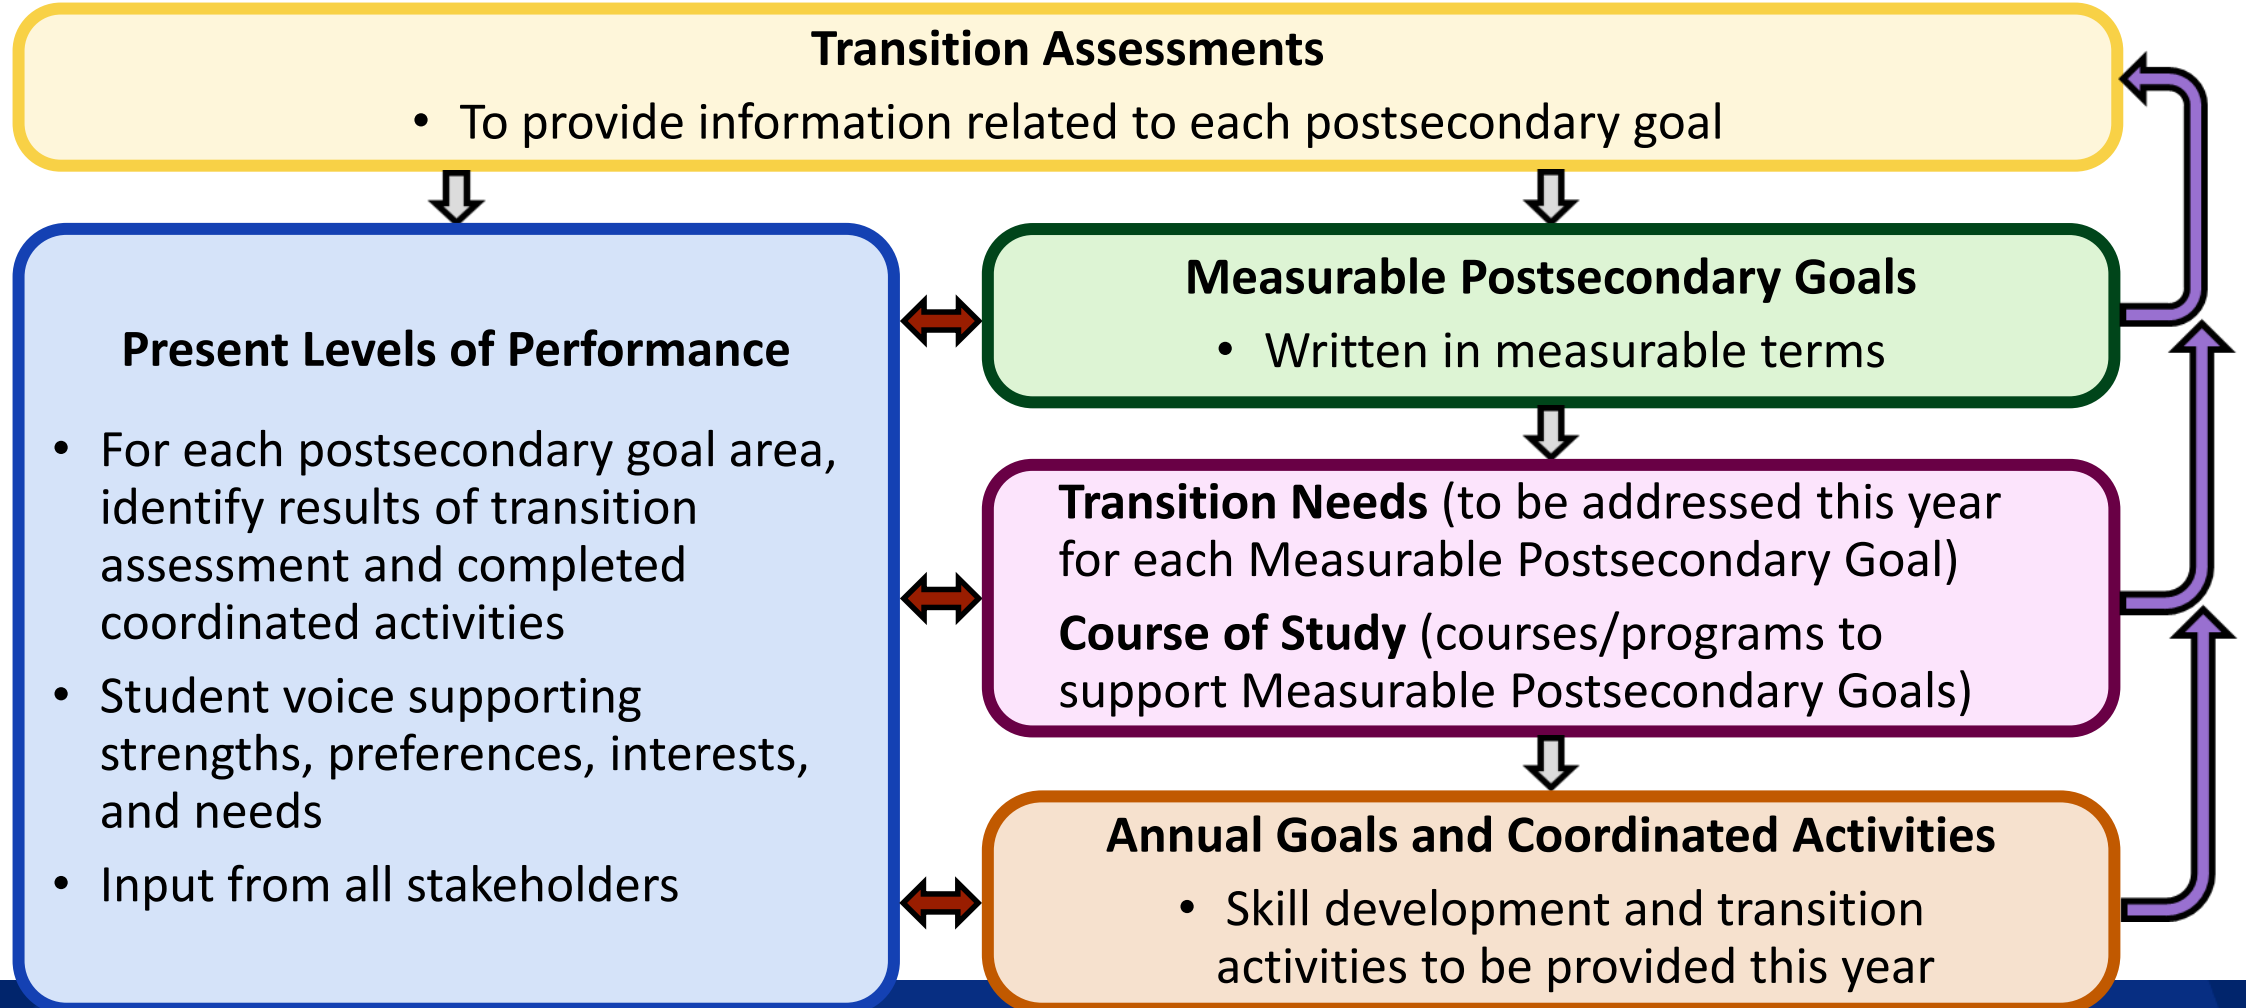 Transition Assessments
• To provide information related to each postsecondary goal
Present Levels of Performance
• For each postsecondary goal area,
identify results of transition
assessment and completed
coordinated activities
• Student voice supporting
strengths, preferences, interests,
and needs
• Input from all stakeholders
Measurable Postsecondary Goals
• Written in measurable terms
Transition Needs (to be addressed this year
for each Measurable Postsecondary Goal)
Course of Study (courses/programs to
support Measurable Postsecondary Goals)
Annual Goals and Coordinated Activities
• Skill development and transition
activities to be provided this year